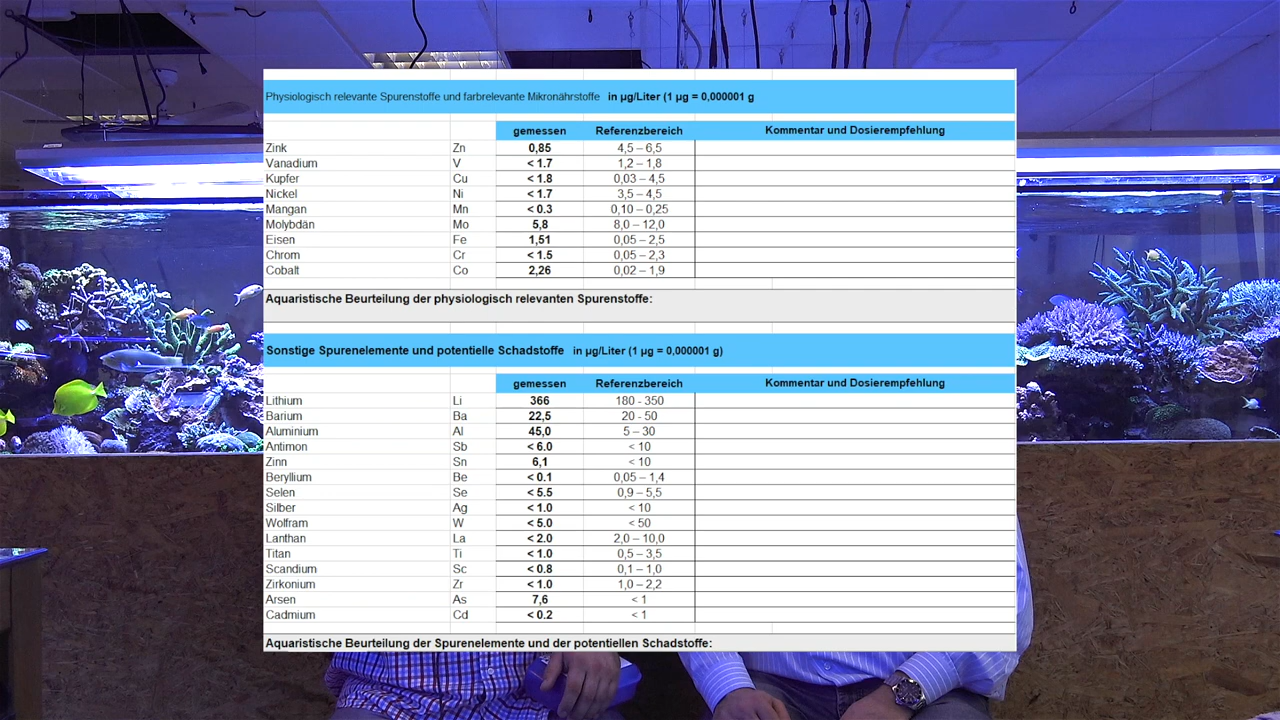 Physiologisch relevante Spurenstoffe und farbrelevante Mikronährstoffe in µg/Liter (1 µg = 0,000001 g
gemessen Referenzbereich Kommentar und Dosierempfehlung
Zink Zn 0,85 4,5 – 6,5
Vanadium V < 1.7 1,2 – 1,8
Kupfer Cu < 1.8 0,03 – 4,5
Nickel Ni < 1.7 3,5 – 4,5
Mangan Mn < 0.3 0,10 – 0,25
Molybdän Mo 5,8 8,0 – 12,0
Eisen Fe 1,51 0,05 – 2,5
Chrom Cr < 1.5 0,05 – 2,3
Cobalt Co 2,26 0,02 – 1,9
Aquaristische Beurteilung der physiologisch relevanten Spurenstoffe:
Sonstige Spurenelemente und potentielle Schadstoffe in µg/Liter (1 µg = 0,000001 g)
gemessen Referenzbereich Kommentar und Dosierempfehlung
Lithium Li 366 180 - 350
Barium Ba 22,5 20 - 50
Aluminium Al 45,0 5 – 30
Antimon Sb < 6.0 < 10
Zinn Sn 6,1 < 10
Beryllium Be < 0.1 0,05 – 1,4
Selen Se < 5.5 0,9 – 5,5
Silber Ag < 1.0 < 10
Wolfram W < 5.0 < 50
Lanthan La < 2.0 2,0 – 10,0
Titan Ti < 1.0 0,5 – 3,5
Scandium Sc < 0.8 0,1 – 1,0
Zirkonium Zr < 1.0 1,0 – 2,2
Arsen As 7,6 < 1
Cadmium Cd < 0.2 < 1
Aquaristische Beurteilung der Spurenelemente und der potentiellen Schadstoffe: